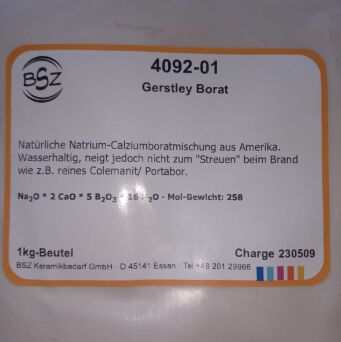 BSZ
4092-01
Gerstley Borat
Natürliche Natrium-Calziumboratmischung aus Amerika.
Wasserhaltig, neigt jedoch nicht zum "Streuen" beim Brand
wie z.B. reines Colemanit/ Portabor.
Na₂O * 2 CaO * 5 B₂O₃ * 16 H₂O - Mol-Gewicht: 258
1kg-Beutel
Charge 230509
BSZ Keramikbedarf GmbH · D 45141 Essen · Tel +49 201 29966